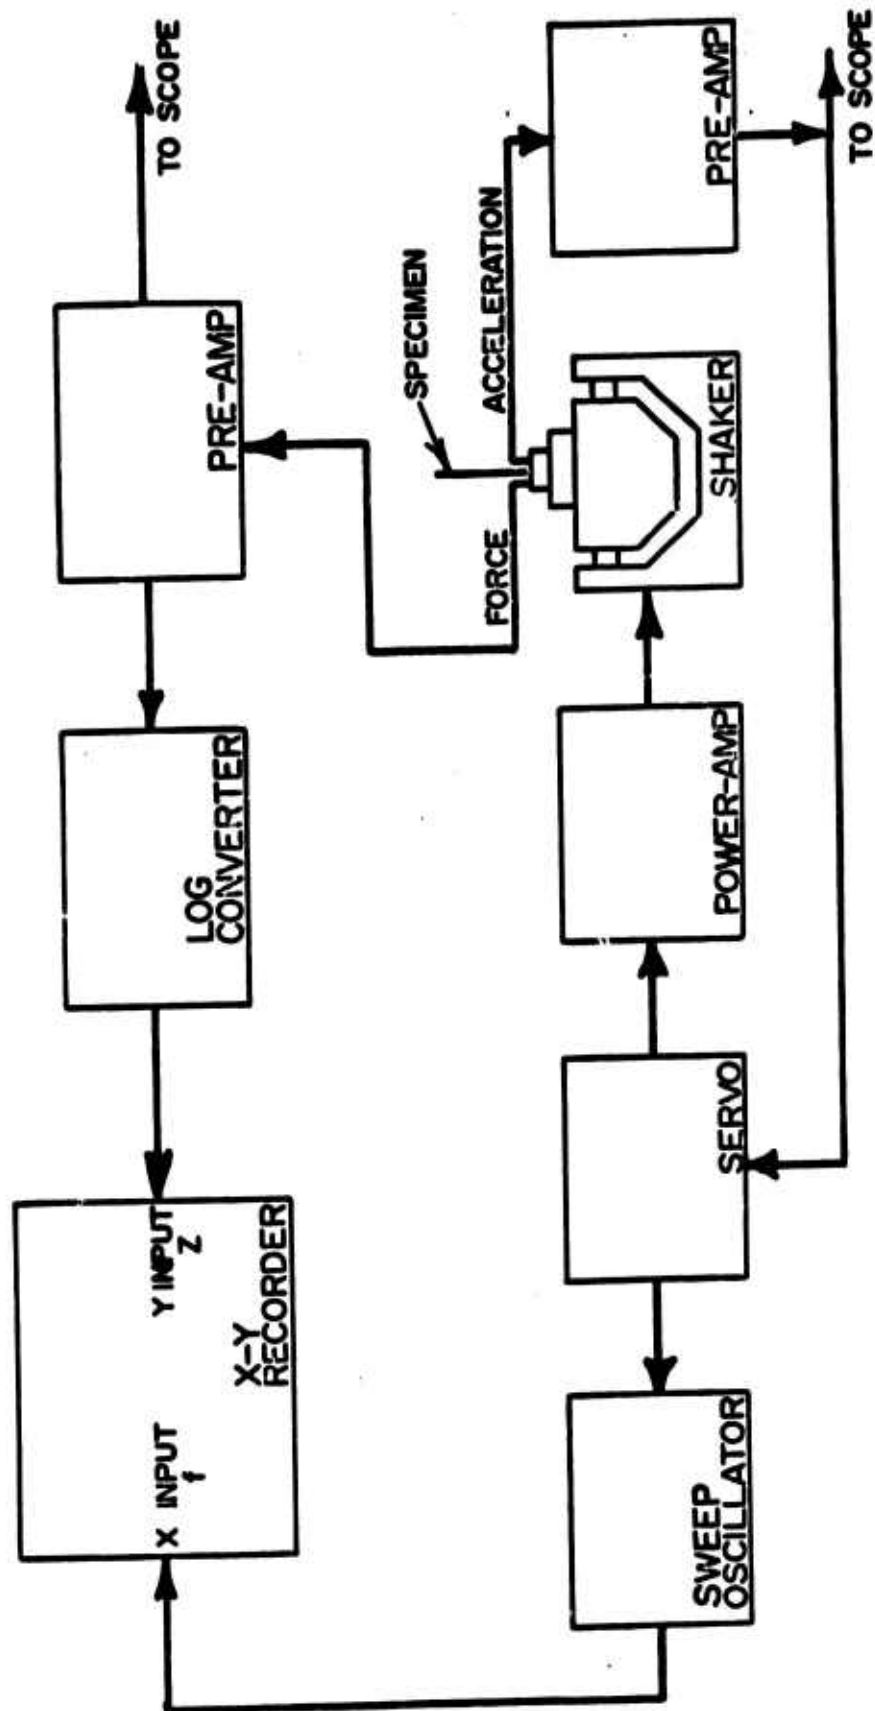 X INPUT
f
Y INPUT
Z
X-Y
RECORDER
LOG
CONVERTER
PRE-AMP
TO SCOPE
SPECIMEN
FORCE
ACCELERATION
SWEEP
OSCILLATOR
SERVO
POWER-AMP
SHAKER
PRE-AMP
TO SCOPE